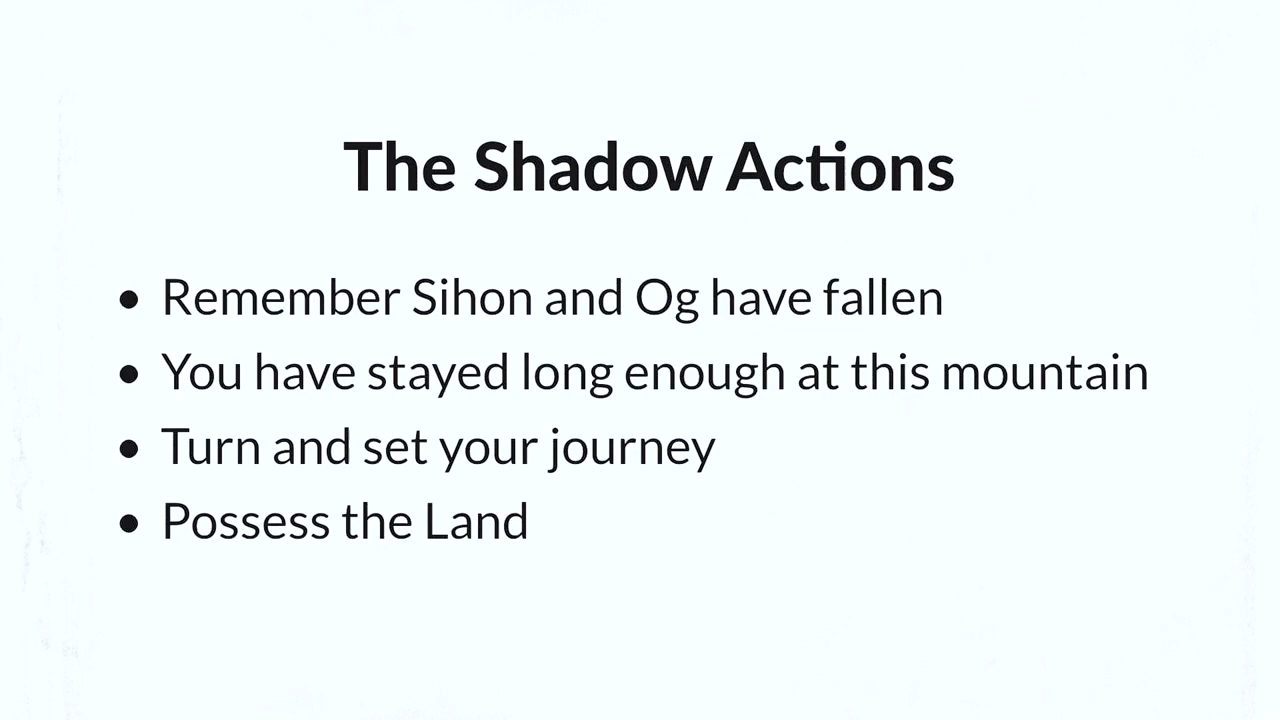 The Shadow Actions
• Remember Sihon and Og have fallen
• You have stayed long enough at this mountain
• Turn and set your journey
• Possess the Land